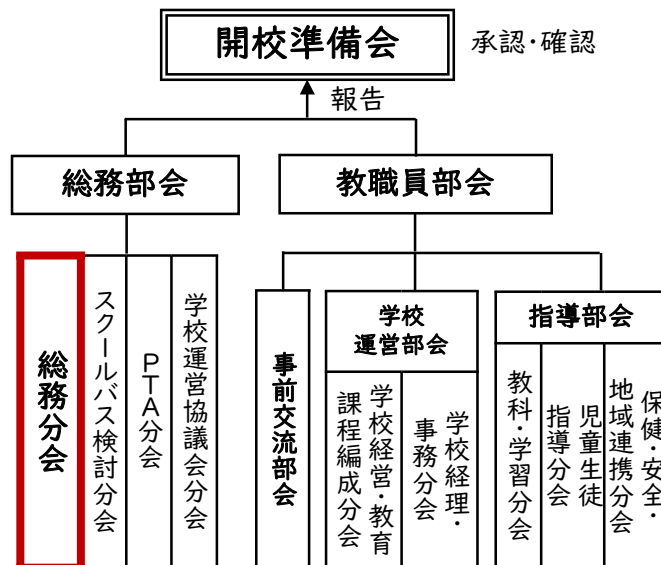 開校準備会
承認・確認
報告
総務部会
教職員部会
総務分会
スクールバス検討分会
PTA分会
学校運営協議会分会
事前交流部会
学校
運営部会
学校経営・教育
課程編成分会
学校経理・
事務分会
指導部会
教科・学習分会
児童生徒
指導分会
保健・安全・
地域連携分会